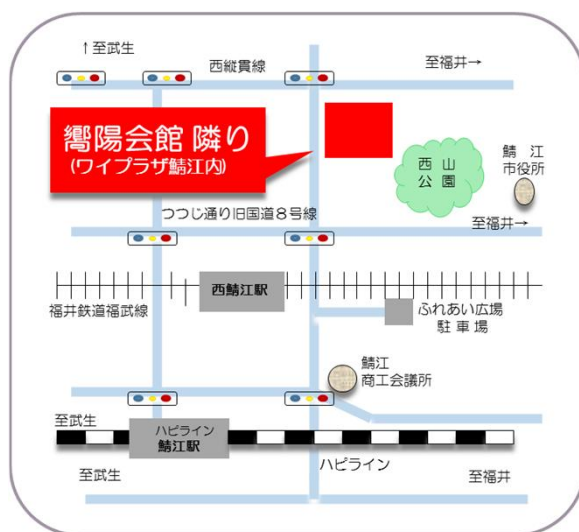 ↑至武生
西縦貫線
至福井→
嚮陽会館 隣り
(ワイプラザ鯖江内)
西山
公園
鯖江
市役所
つつじ通り旧国道8号線
至福井→
西鯖江駅
福井鉄道福武線
ふれあい広場
駐車場
鯖江
商工会議所
至武生
ハピライン
鯖江駅
ハピライン
至武生
至福井